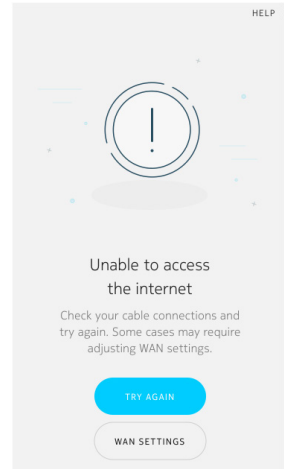 HELP
Unable to access
the internet
Check your cable connections and
try again. Some cases may require
adjusting WAN settings.
TRY AGAIN
WAN SETTINGS